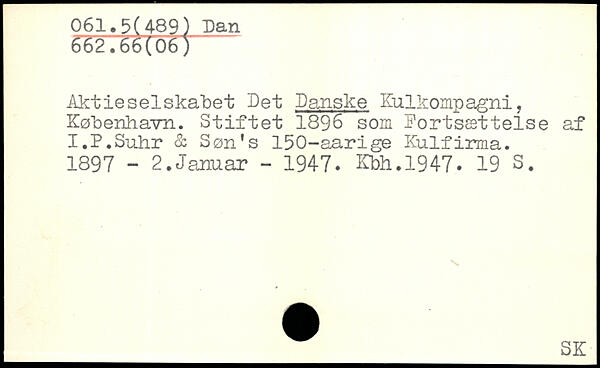 061.5(489) Dan
662.66(06)
Aktieselskabet Det Danske Kulkompagni,
København. Stiftet 1896 som Fortsættelse af
I.P.Suhr & Søn's 150-aarige Kulfirma.
1897 - 2.Januar - 1947. Kbh.1947. 19 S.
SK